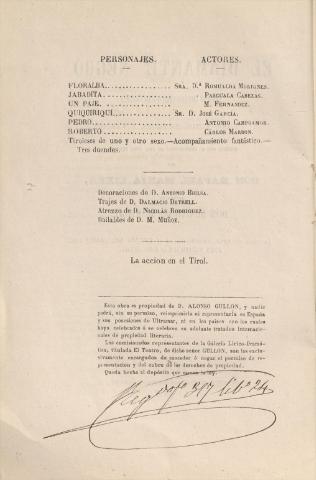 PERSONAJES. ACTORES.
FLORALBA................ SRA. D.ª ROMUALDA MORIONES.
JARADITA................ PASCUALA CABEZAS.
UN PAJE.................. M. FERNANDEZ.
QUIQUIRIQUÍ............. SR. D. JOSÉ GARCÍA.
PEDRO.................... ANTONIO CAMPOAMOR.
ROBERTO................. CÁRLOS MARRON.
Tiroleses de uno y otro sexo.—Acompañamiento fantástico.—
Tres duendes.
Decoraciones de D. ANTONIO
Trajes de D. DALMACIO DETRELL.
Atrezzo de D. NICOLÁS RODRIGUEZ.
Bailables de D. M. MUÑOZ.
La accion en el Tirol.
Esta obra es propiedad de D. ALONSO GULLON, y nadie
podrá, sin su permiso, reimprimirla ni representarla en España
y sus posesiones de Ultramar, ni en los países con los cuales
haya celebrados ó se celebren en adelante tratados internacio-
nales de propiedad literaria.
Los comisionados representantes de la Galería Lírico-Dramá-
tica, titulada El Teatro, de dicho señor GULLON, son los exclu-
sivamente encargados de conceder ó negar el permiso de re-
presentacion y del cobro de los derechos de propiedad.
Queda hecho el depósito que marca la ley.